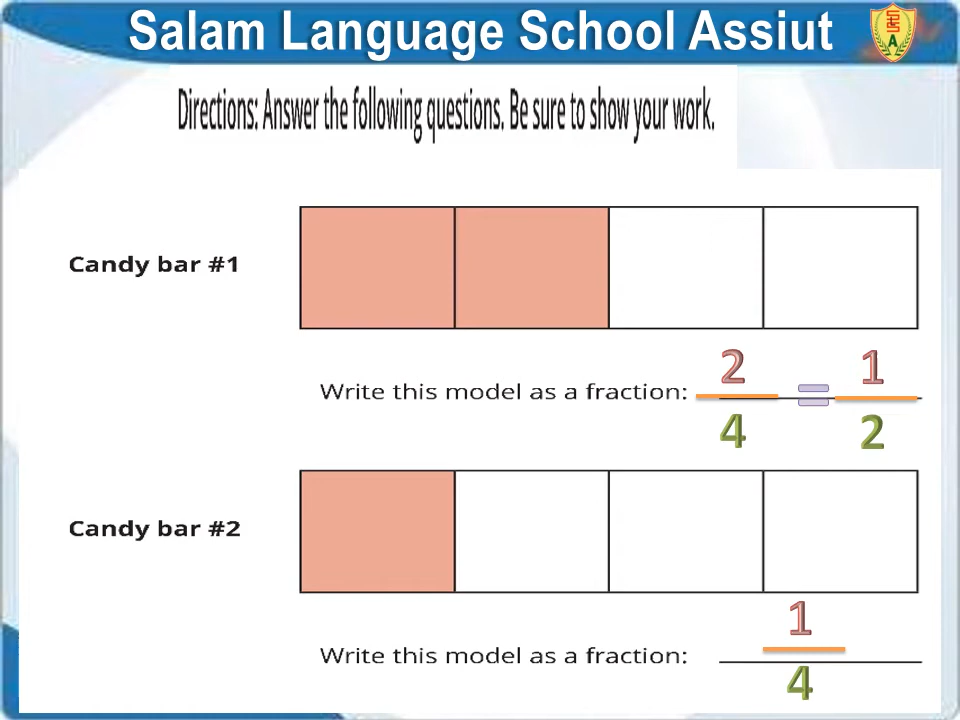 Salam Language School Assiut
Directions: Answer the following questions. Be sure to show your work.
Candy bar #1
Write this model as a fraction: 2/4 = 1/2
Candy bar #2
Write this model as a fraction: 1/4